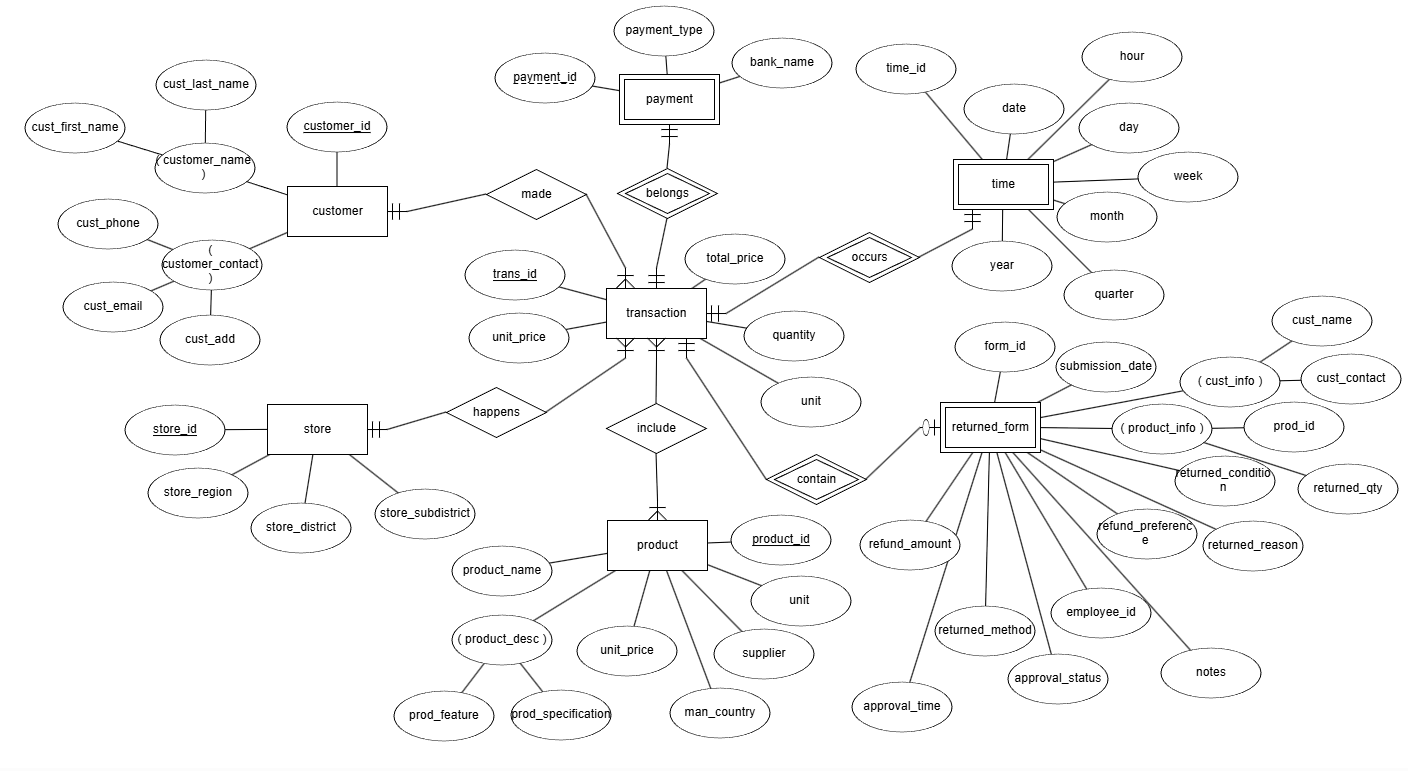 payment_type
cust_last_name
payment_id
bank_name
time_id
hour
cust_first_name
customer_id
payment
date
day
( customer_name
)
customer
made
belongs
time
week
month
cust_phone
(
customer_contact
)
trans_id
total_price
occurs
year
quarter
cust_email
cust_add
unit_price
transaction
quantity
form_id
cust_name
submission_date
( cust_info )
cust_contact
unit
store_id
store
happens
include
returned_form
( product_info )
prod_id
store_region
store_district
store_subdistrict
contain
returned_conditio
n
returned_qty
product_name
product
product_id
refund_amount
refund_preferenc
e
returned_reason
( product_desc )
unit_price
supplier
unit
returned_method
employee_id
approval_status
notes
prod_feature
prod_specification
man_country
approval_time